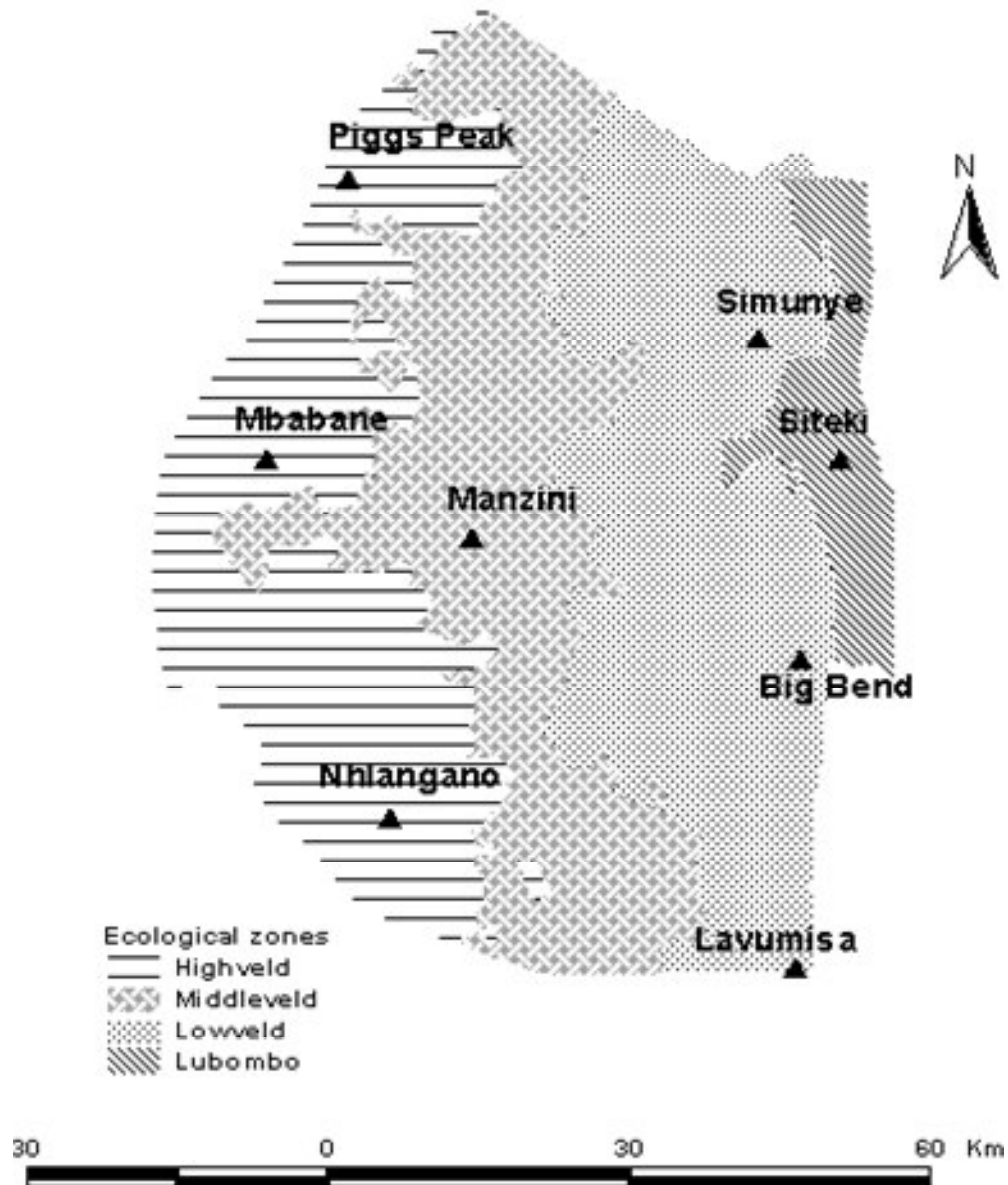 Piggs Peak
N
Simunye
Mbabane
Siteki
Manzini
Big Bend
Nhlangano
Lavumisa
Ecological zones
Highveld
Middleveld
Lowveld
Lubombo
30 0 30 60 Km